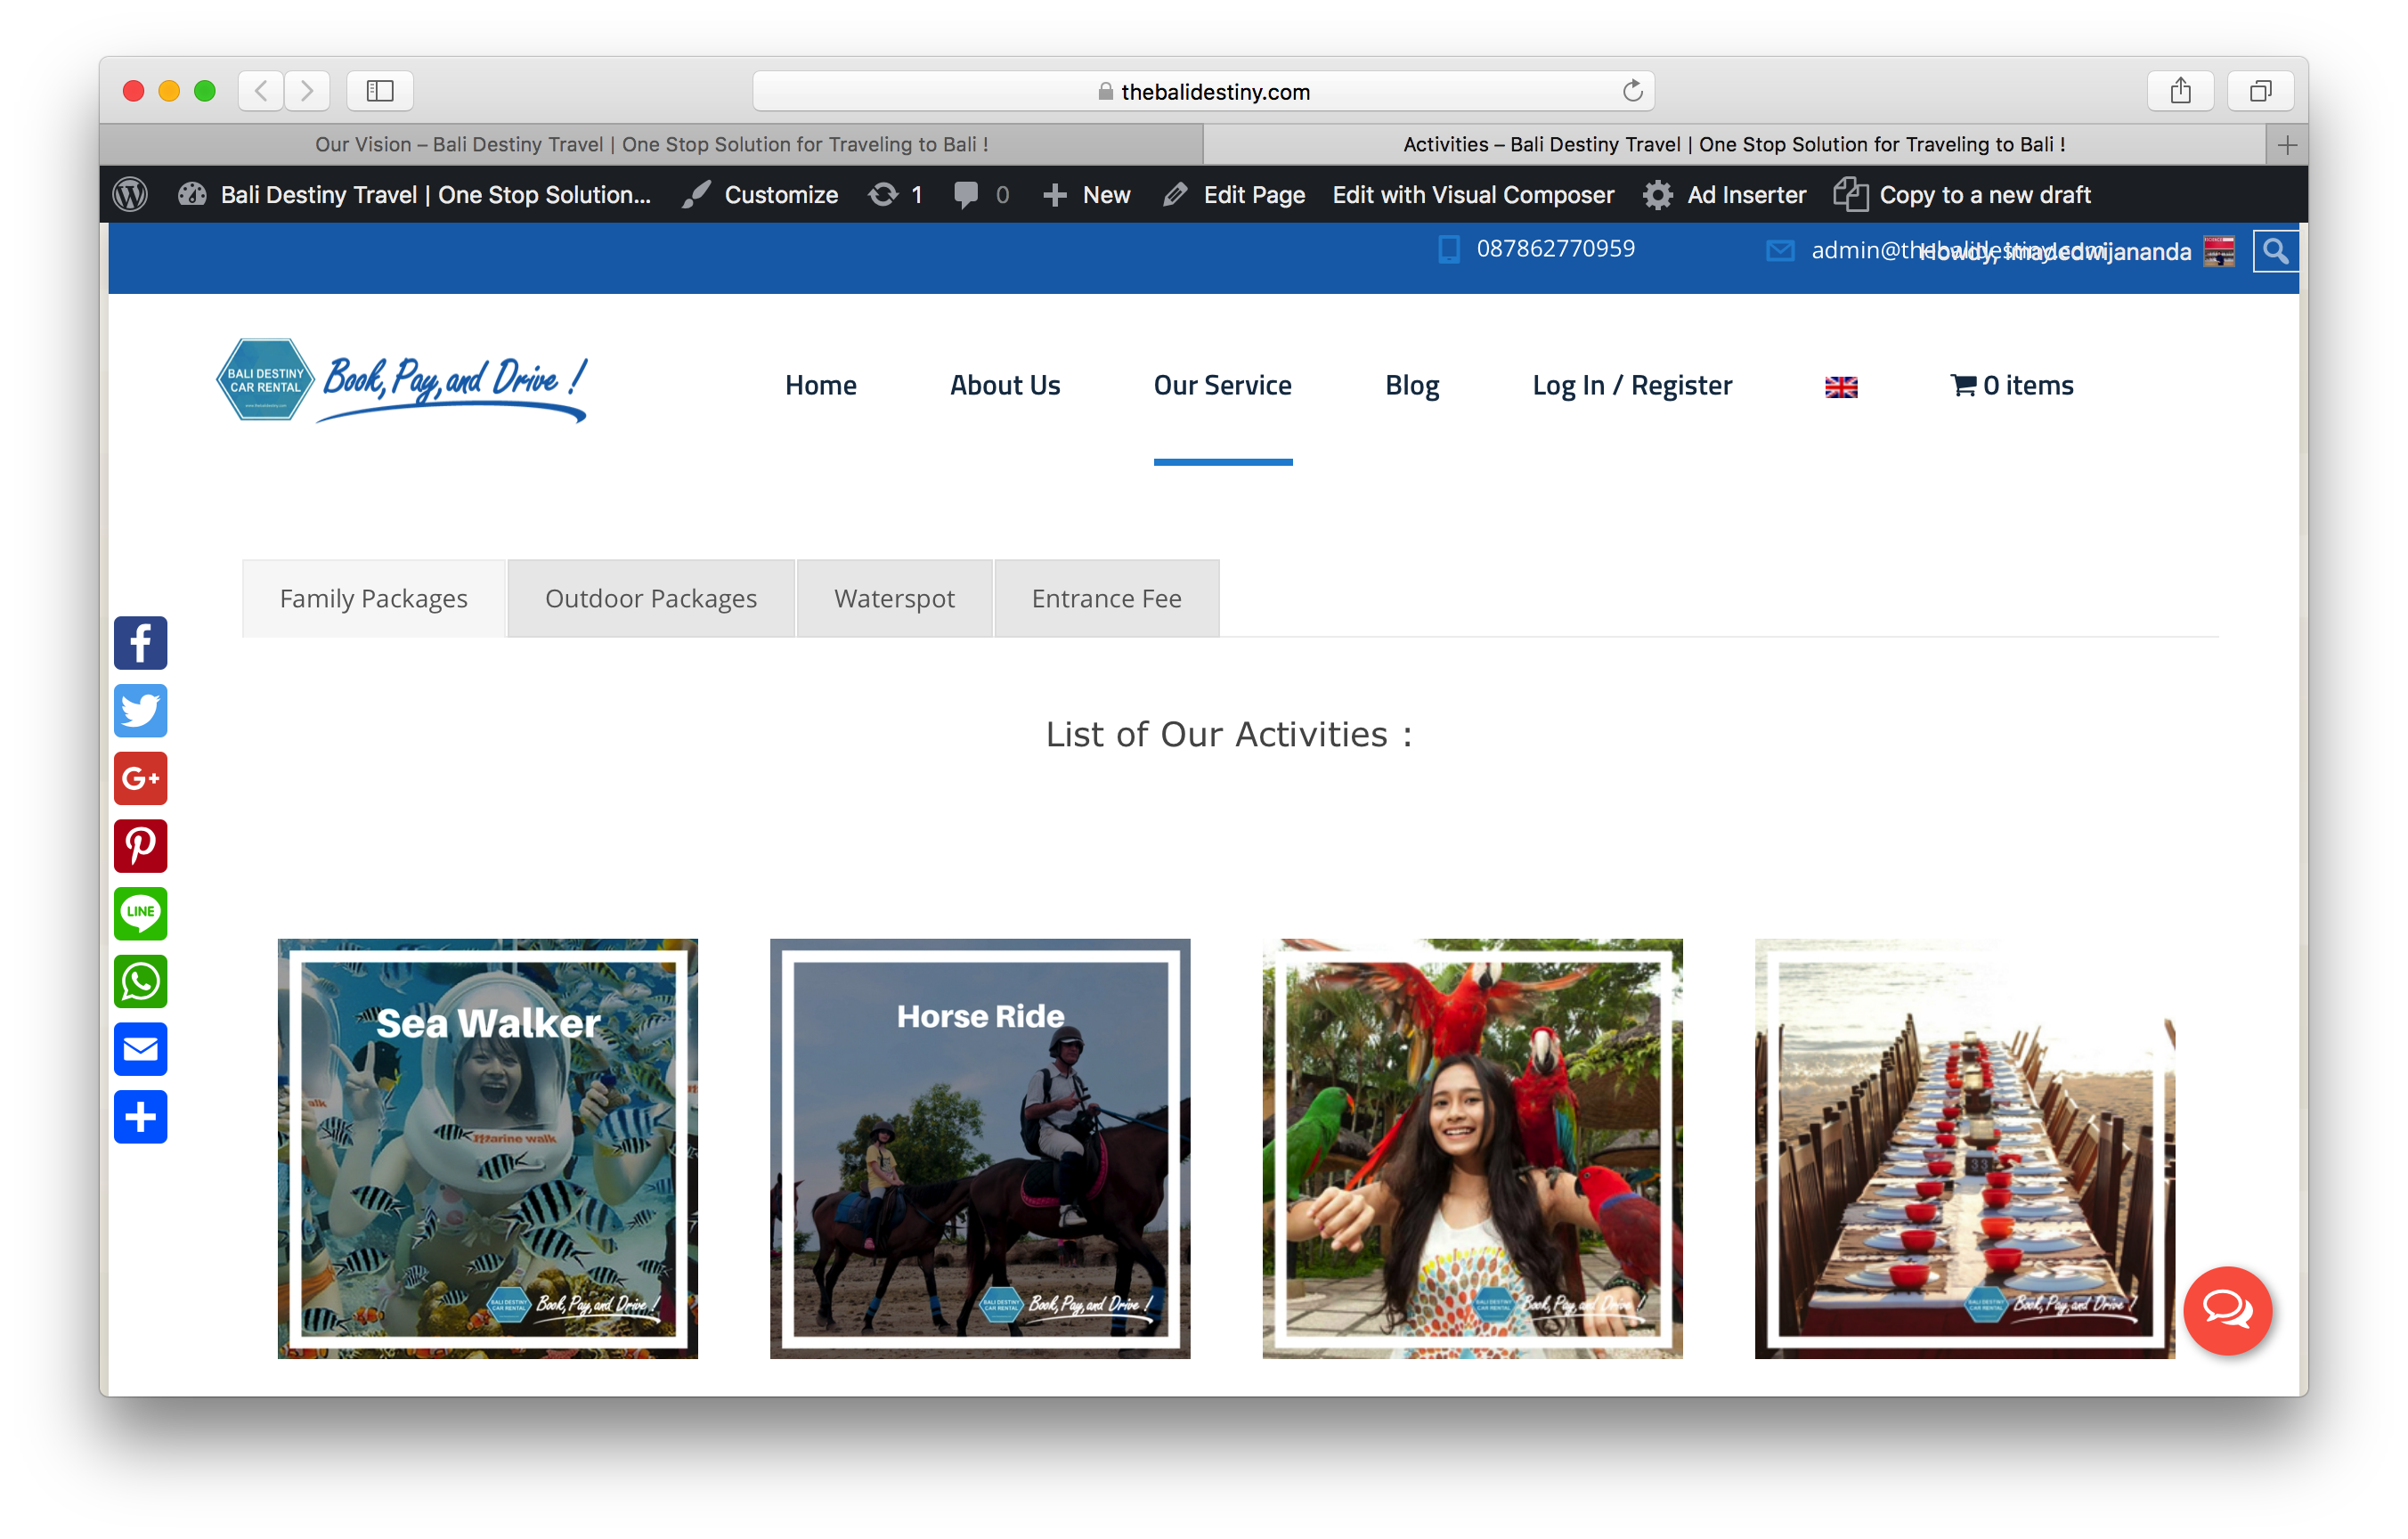 thebalidestiny.com
Our Vision – Bali Destiny Travel | One Stop Solution for Traveling to Bali !
Activities – Bali Destiny Travel | One Stop Solution for Traveling to Bali !
Bali Destiny Travel | One Stop Solution... Customize 1 0 New Edit Page Edit with Visual Composer Ad Inserter Copy to a new draft
087862770959 admin@thebalidestiny.com
Howdy, imadedwijananda
BALI DESTINY
CAR RENTAL
Book, Pay, and Drive !
Home About Us Our Service Blog Log In / Register 0 items
Family Packages Outdoor Packages Waterspot Entrance Fee
List of Our Activities :
G+
LINE
Sea Walker
Marine walk
BALI DESTINY
CAR RENTAL
Book, Pay, and Drive !
Horse Ride
BALI DESTINY
CAR RENTAL
Book, Pay, and Drive !
BALI DESTINY
CAR RENTAL
Book, Pay, and Drive !
33
BALI DESTINY
CAR RENTAL
Book, Pay, and Drive !